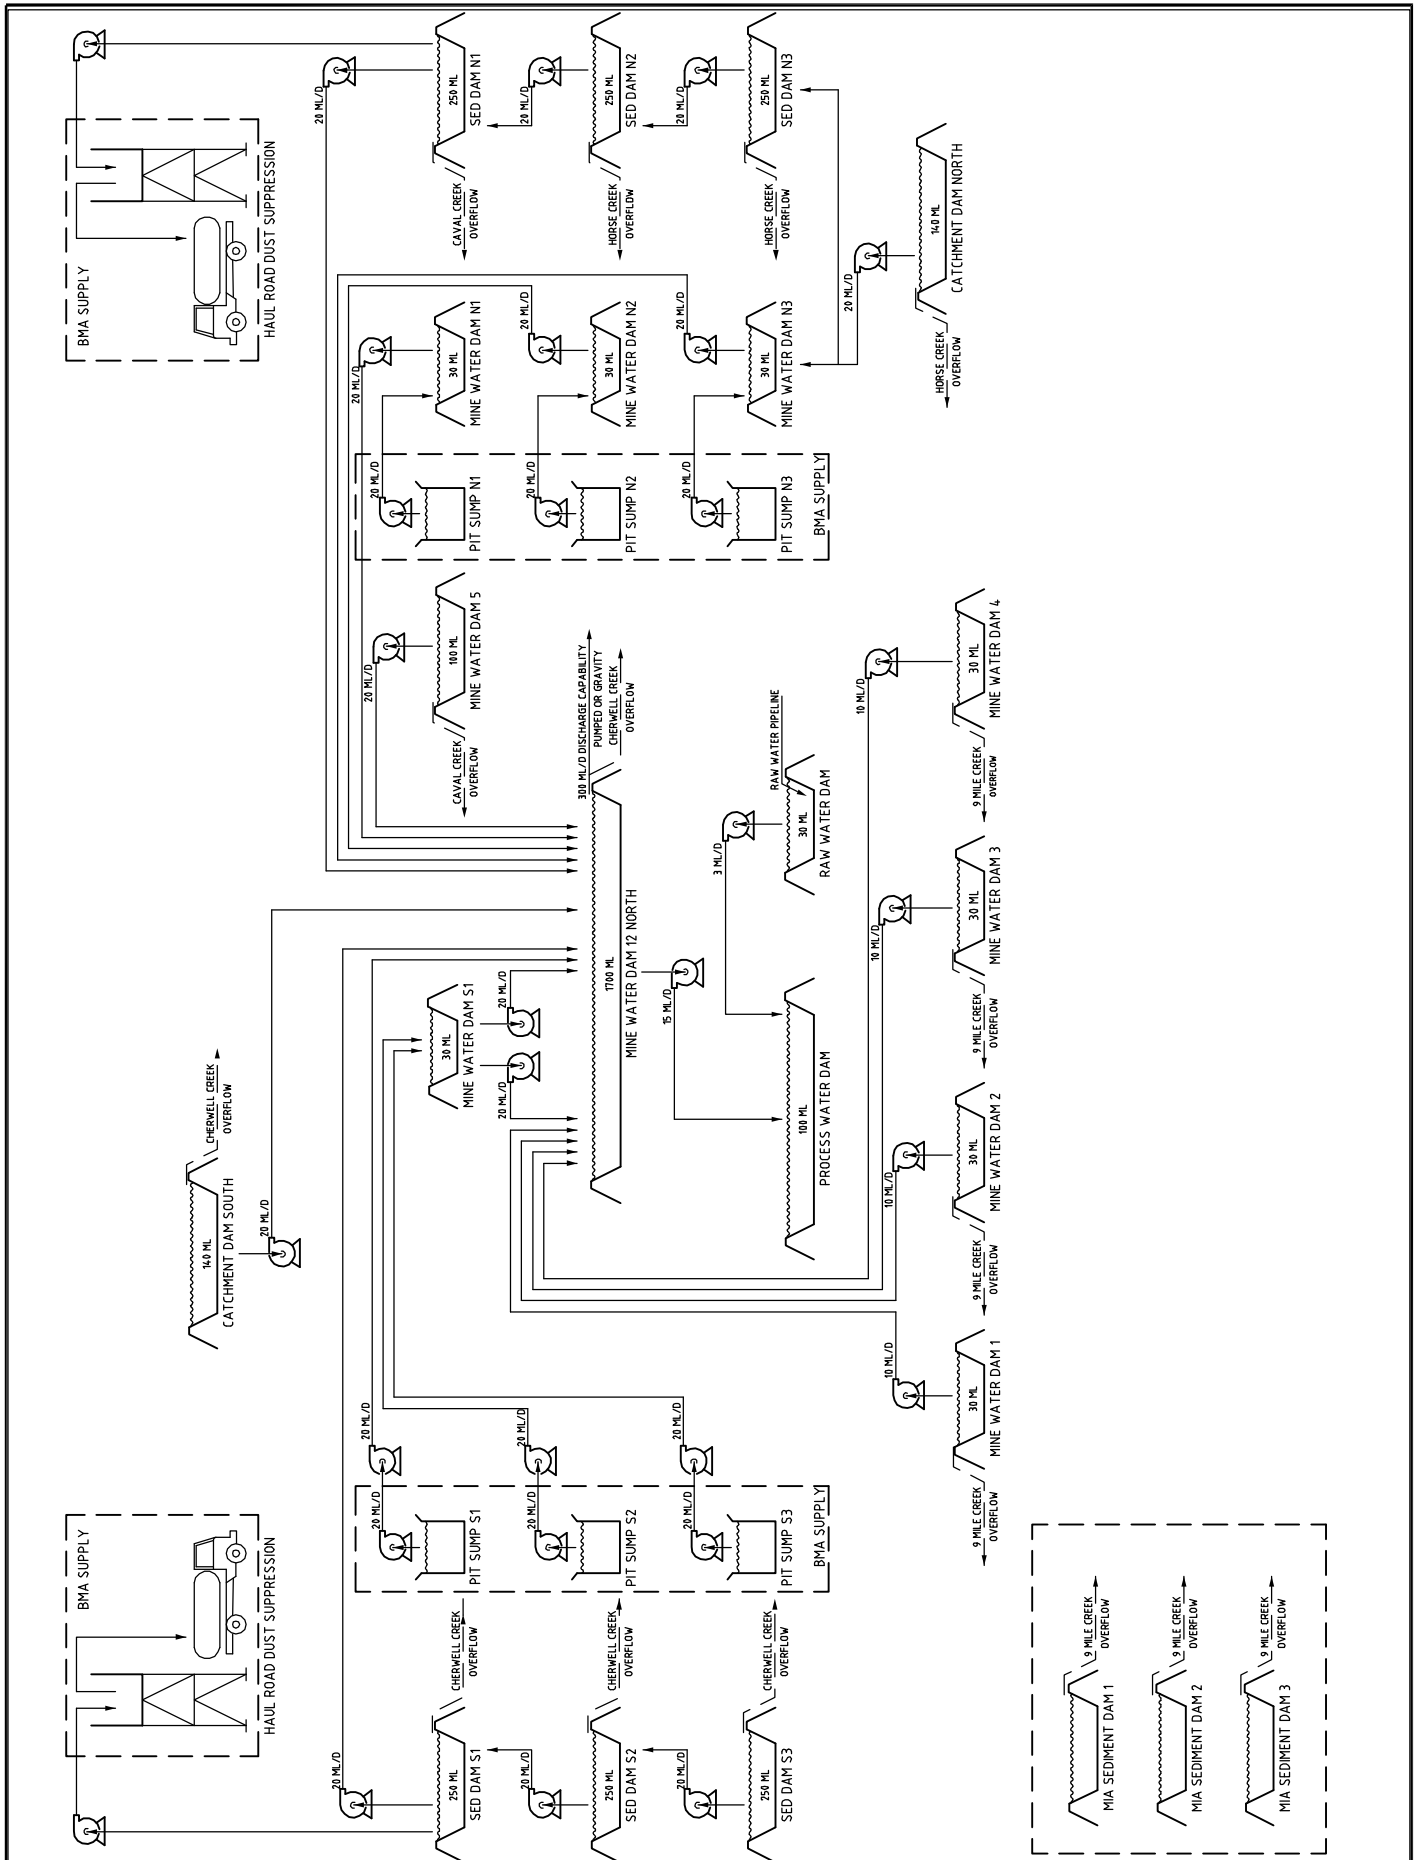 BMA SUPPLY
HAUL ROAD DUST SUPPRESSION
20 ML/D
250 ML
SED DAM N1
CAVAL CREEK
OVERFLOW
20 ML/D
250 ML
SED DAM N2
HORSE CREEK
OVERFLOW
20 ML/D
250 ML
SED DAM N3
HORSE CREEK
OVERFLOW
140 ML
CATCHMENT DAM NORTH
20 ML/D
HORSE CREEK
OVERFLOW
20 ML/D
30 ML
MINE WATER DAM N1
20 ML/D
30 ML
MINE WATER DAM N2
20 ML/D
30 ML
MINE WATER DAM N3
20 ML/D
PIT SUMP N1
20 ML/D
PIT SUMP N2
20 ML/D
PIT SUMP N3
BMA SUPPLY
20 ML/D
100 ML
MINE WATER DAM 5
CAVAL CREEK
OVERFLOW
300 ML/D DISCHARGE CAPABILITY
PUMPED OR GRAVITY
CHERWELL CREEK
OVERFLOW
1700 ML
MINE WATER DAM 12 NORTH
15 ML/D
RAW WATER PIPELINE
3 ML/D
30 ML
RAW WATER DAM
100 ML
PROCESS WATER DAM
10 ML/D
30 ML
MINE WATER DAM 4
9 MILE CREEK
OVERFLOW
10 ML/D
30 ML
MINE WATER DAM 3
9 MILE CREEK
OVERFLOW
10 ML/D
30 ML
MINE WATER DAM 2
9 MILE CREEK
OVERFLOW
10 ML/D
30 ML
MINE WATER DAM 1
9 MILE CREEK
OVERFLOW
30 ML
MINE WATER DAM S1
20 ML/D
20 ML/D
CHERWELL CREEK
OVERFLOW
140 ML
CATCHMENT DAM SOUTH
20 ML/D
20 ML/D
20 ML/D
20 ML/D
20 ML/D
PIT SUMP S1
20 ML/D
PIT SUMP S2
20 ML/D
PIT SUMP S3
BMA SUPPLY
BMA SUPPLY
HAUL ROAD DUST SUPPRESSION
20 ML/D
250 ML
SED DAM S1
CHERWELL CREEK
OVERFLOW
20 ML/D
250 ML
SED DAM S2
CHERWELL CREEK
OVERFLOW
20 ML/D
250 ML
SED DAM S3
CHERWELL CREEK
OVERFLOW
MIA SEDIMENT DAM 1
9 MILE CREEK
OVERFLOW
MIA SEDIMENT DAM 2
9 MILE CREEK
OVERFLOW
MIA SEDIMENT DAM 3
9 MILE CREEK
OVERFLOW